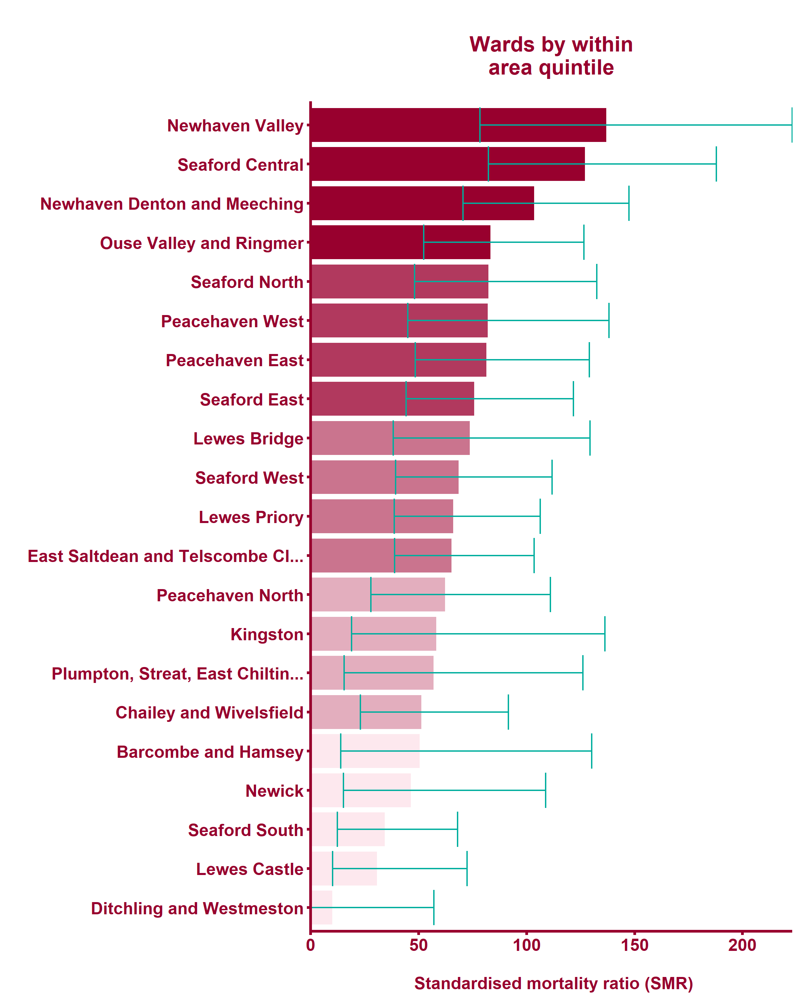 Wards by within
area quintile
Newhaven Valley
Seaford Central
Newhaven Denton and Meeching
Ouse Valley and Ringmer
Seaford North
Peacehaven West
Peacehaven East
Seaford East
Lewes Bridge
Seaford West
Lewes Priory
East Saltdean and Telscombe Cl...
Peacehaven North
Kingston
Plumpton, Streat, East Chiltin...
Chailey and Wivelsfield
Barcombe and Hamsey
Newick
Seaford South
Lewes Castle
Ditchling and Westmeston
0 50 100 150 200
Standardised mortality ratio (SMR)